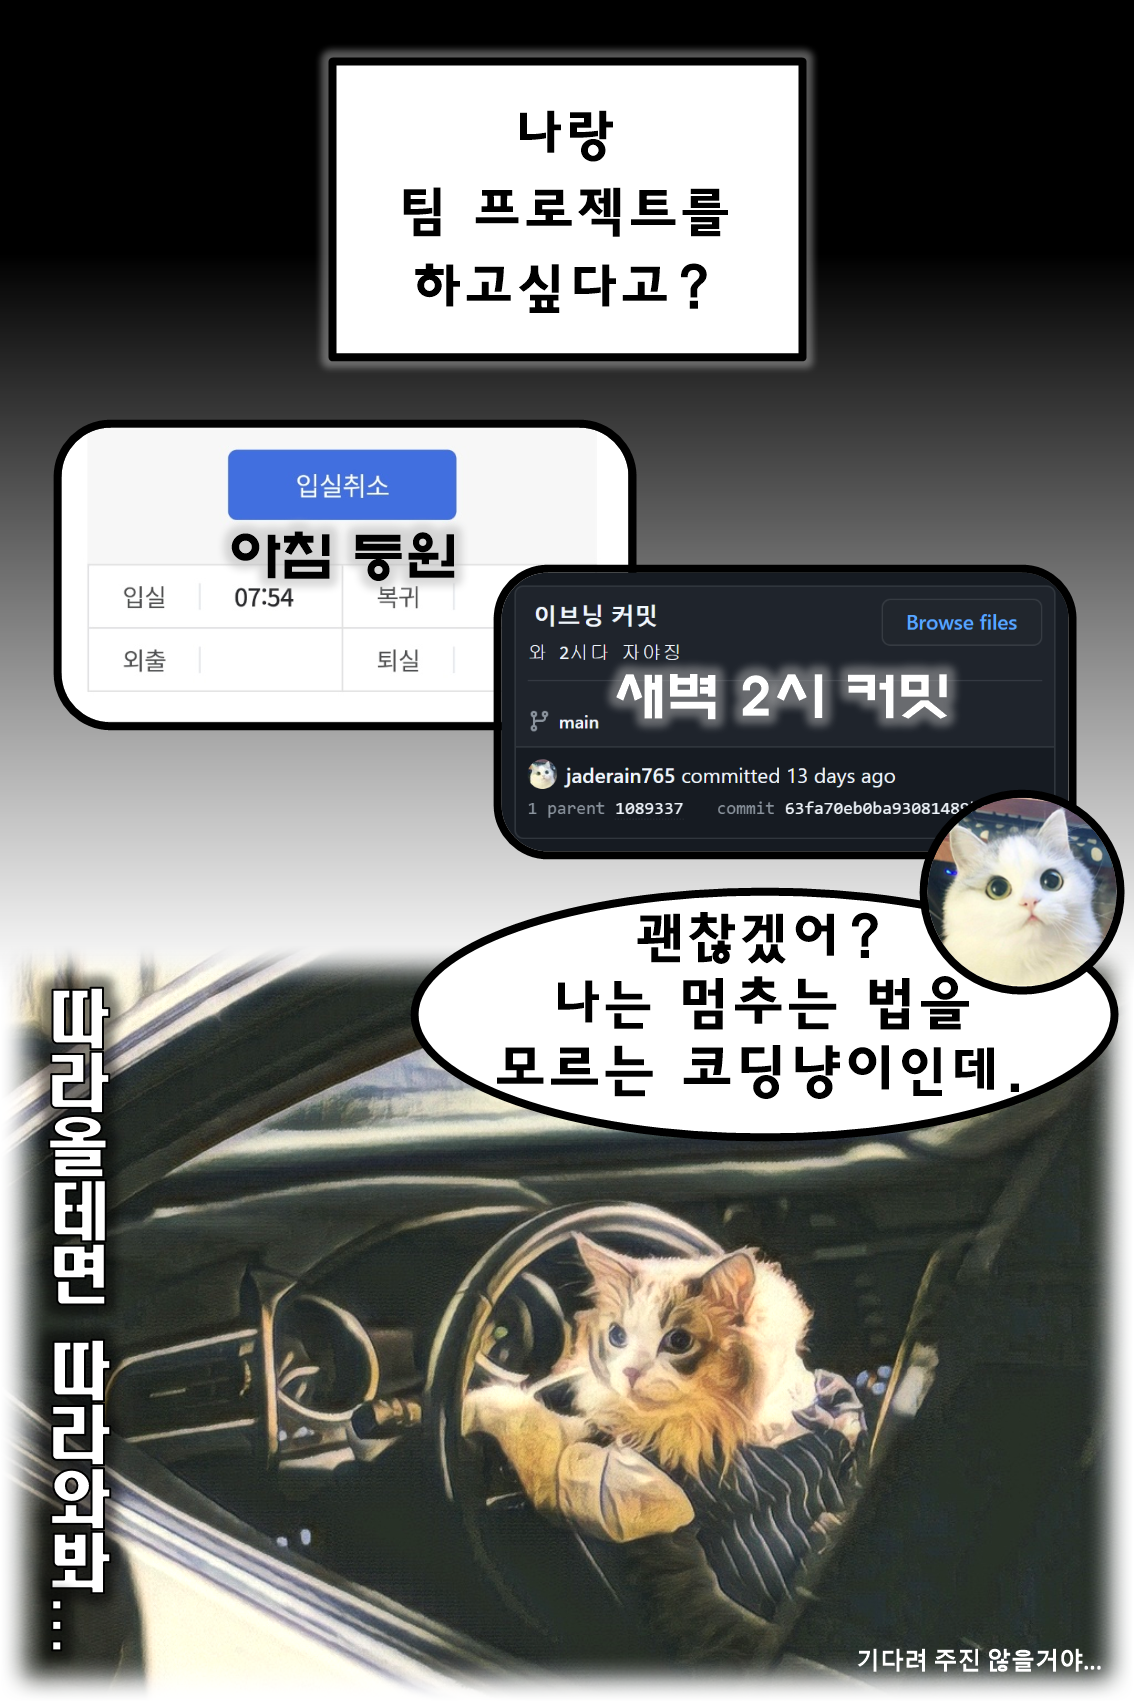 나랑
팀 프로젝트를
하고싶다고?
입실취소
아침 등원
입실 07:54 복귀
외출 퇴실
이브닝 커밋
Browse files
와 2시다 자야징
새벽 2시 커밋
main
jaderain765 committed 13 days ago
1 parent 1089337 commit 63fa70eb0ba9308148
괜찮겠어?
나는 멈추는 법을
모르는 코딩냥이인데.
따라올테면 따라와봐...
기다려 주진 않을거야...